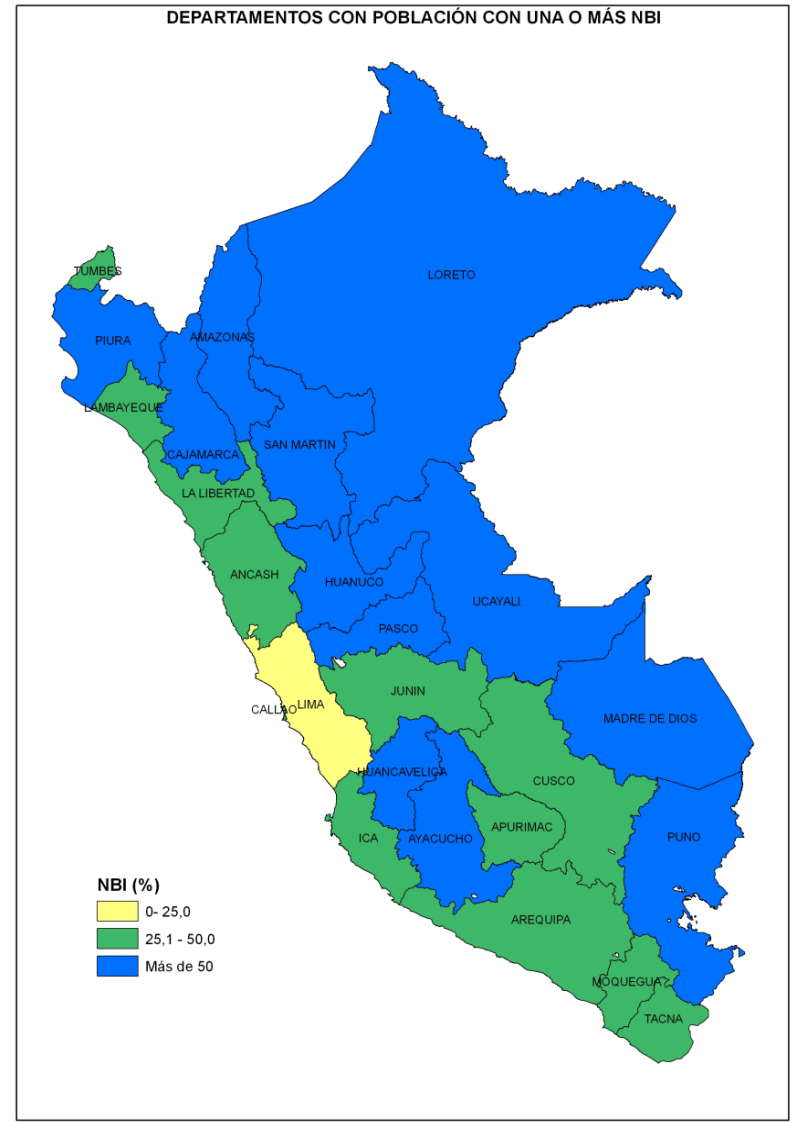 DEPARTAMENTOS CON POBLACIÓN CON UNA O MÁS NBI
TUMBES
LORETO
PIURA
AMAZONAS
LAMBAYEQUE
SAN MARTIN
CAJAMARCA
LA LIBERTAD
ANCASH
HUANUCO
UCAYALI
PASCO
JUNIN
LIMA
CALLAO
MADRE DE DIOS
HUANCAVELICA
CUSCO
APURIMAC
ICA
AYACUCHO
PUNO
AREQUIPA
MOQUEGUA
TACNA
NBI (%)
0- 25,0
25,1 - 50,0
Más de 50